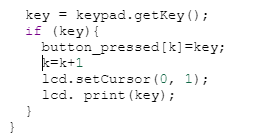 key = keypad.getKey();
if (key){
button_pressed[k]=key;
k=k+1
lcd.setCursor(0, 1);
lcd. print(key);
}
}